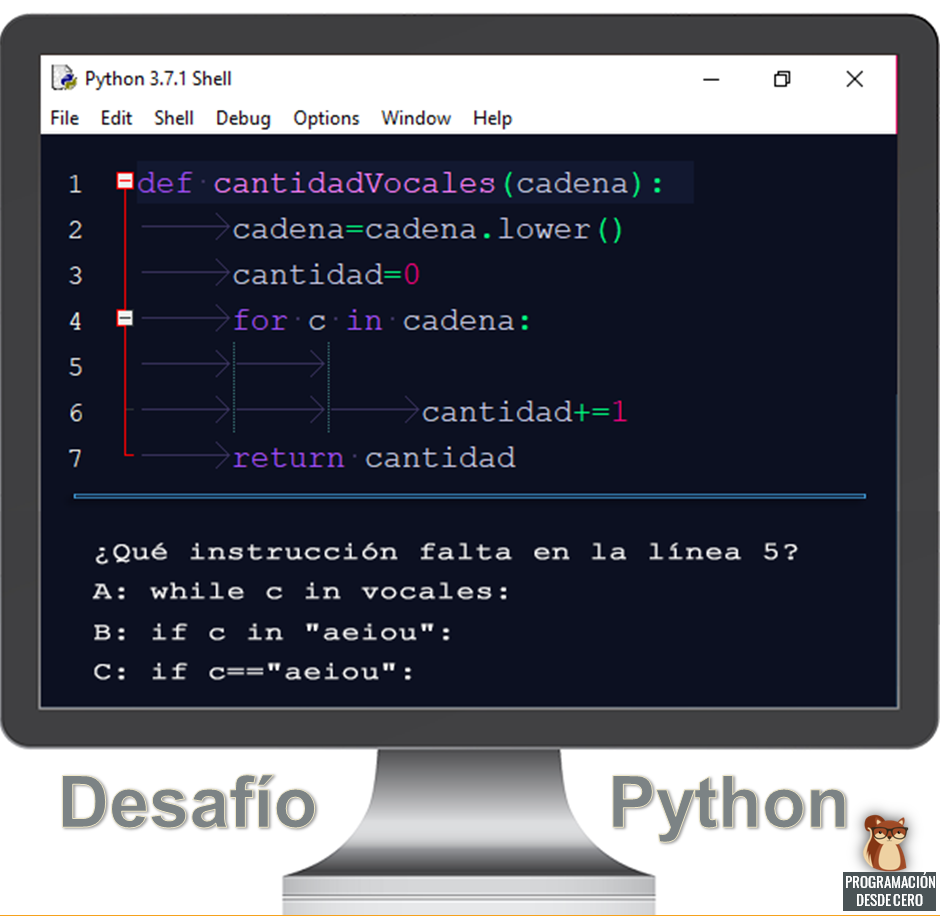 Python 3.7.1 Shell
File Edit Shell Debug Options Window Help
1 def cantidadVocales(cadena):
2 cadena=cadena.lower()
3 cantidad=0
4 for c in cadena:
5
6 cantidad+=1
7 return cantidad
¿Qué instrucción falta en la línea 5?
A: while c in vocales:
B: if c in "aeiou":
C: if c=="aeiou":
Desafío Python
PROGRAMACIÓN
DESDE CERO